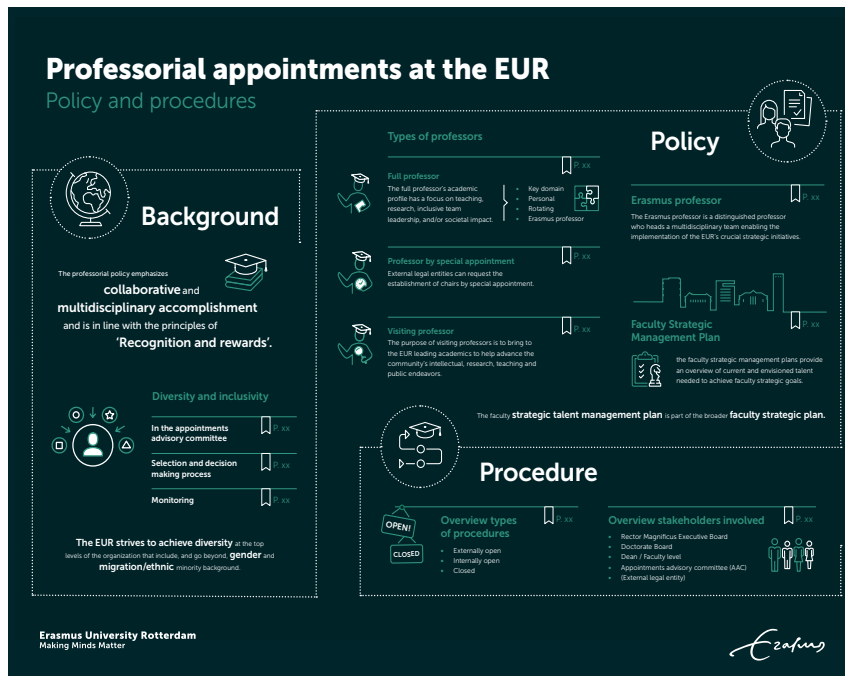 Professorial appointments at the EUR
Policy and procedures
Background
The professorial policy emphasizes
collaborative and
multidisciplinary accomplishment
and is in line with the principles of
‘Recognition and rewards’.
Diversity and inclusivity
In the appointments
advisory committee
P. xx
Selection and decision
making process
P. xx
Monitoring
P. xx
The EUR strives to achieve diversity at the top
levels of the organization that include, and go beyond, gender and
migration/ethnic minority background.
Policy
Types of professors
P. xx
Full professor
The full professor’s academic
profile has a focus on teaching,
research, inclusive team
leadership, and/or societal impact.
• Key domain
• Personal
• Rotating
• Erasmus professor
P. xx
Professor by special appointment
External legal entities can request the
establishment of chairs by special appointment.
P. xx
Visiting professor
The purpose of visiting professors is to bring to
the EUR leading academics to help advance the
community’s intellectual, research, teaching and
public endeavors.
P. xx
Erasmus professor
The Erasmus professor is a distinguished professor
who heads a multidisciplinary team enabling the
implementation of the EUR’s crucial strategic initiatives.
P. xx
Faculty Strategic
Management Plan
the faculty strategic management plans provide
an overview of current and envisioned talent
needed to achieve faculty strategic goals.
The faculty strategic talent management plan is part of the broader faculty strategic plan.
Procedure
OPEN!
CLOSED
P. xx
Overview types
of procedures
• Externally open
• Internally open
• Closed
P. xx
Overview stakeholders involved
• Rector Magnificus Executive Board
• Doctorate Board
• Dean / Faculty level
• Appointments advisory committee (AAC)
• (External legal entity)
Erasmus University Rotterdam
Making Minds Matter
Erasmus